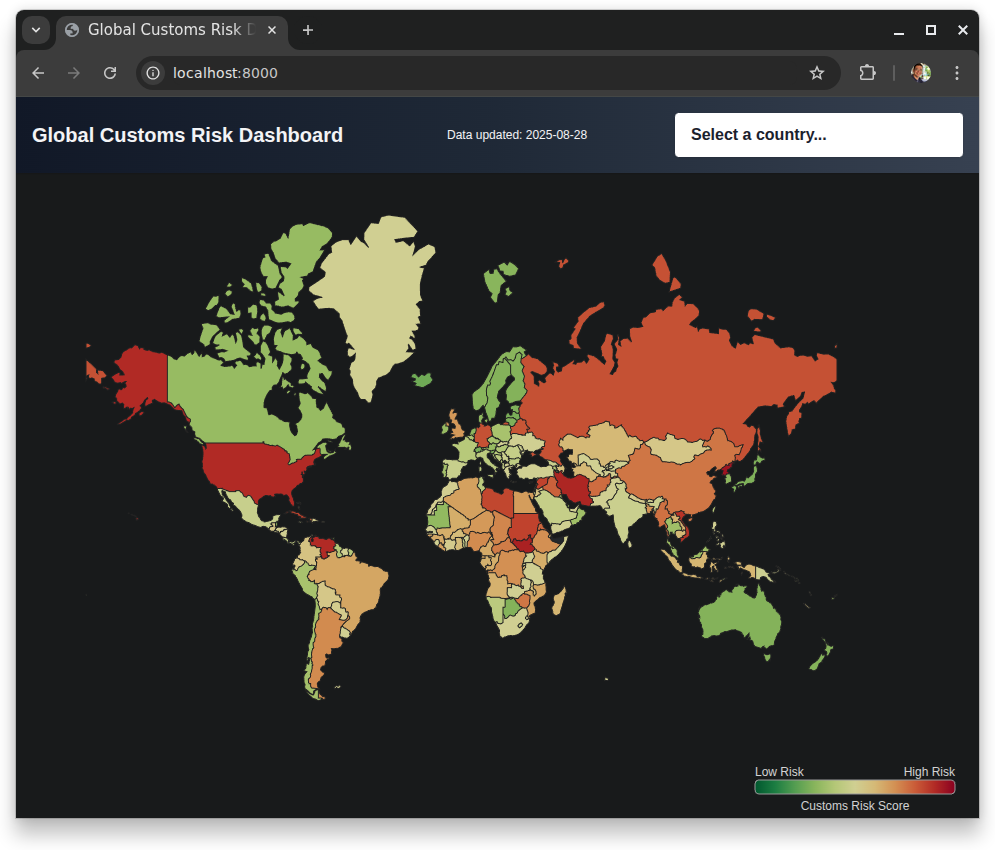 Global Customs Risk D
localhost:8000
Global Customs Risk Dashboard
Data updated: 2025-08-28
Select a country...
Low Risk High Risk
Customs Risk Score